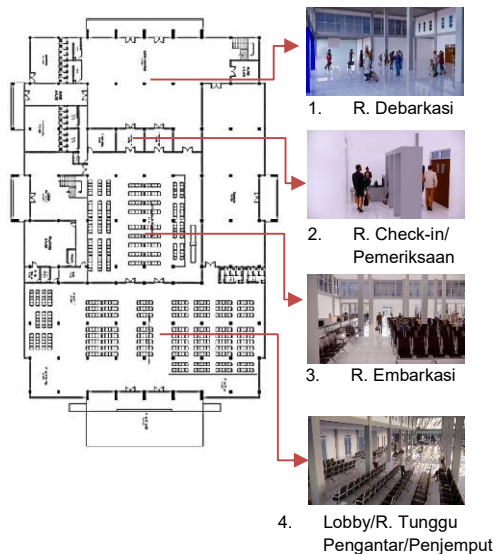 1. R. Debarkasi
2. R. Check-in/
Pemeriksaan
3. R. Embarkasi
4. Lobby/R. Tunggu
Pengantar/Penjemput